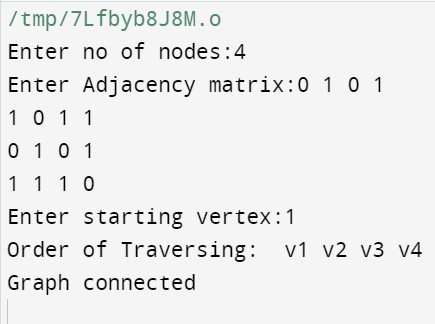 /tmp/7Lfbyb8J8M.o
Enter no of nodes:4
Enter Adjacency matrix:0 1 0 1
1 0 1 1
0 1 0 1
1 1 1 0
Enter starting vertex:1
Order of Traversing:  v1 v2 v3 v4
Graph connected